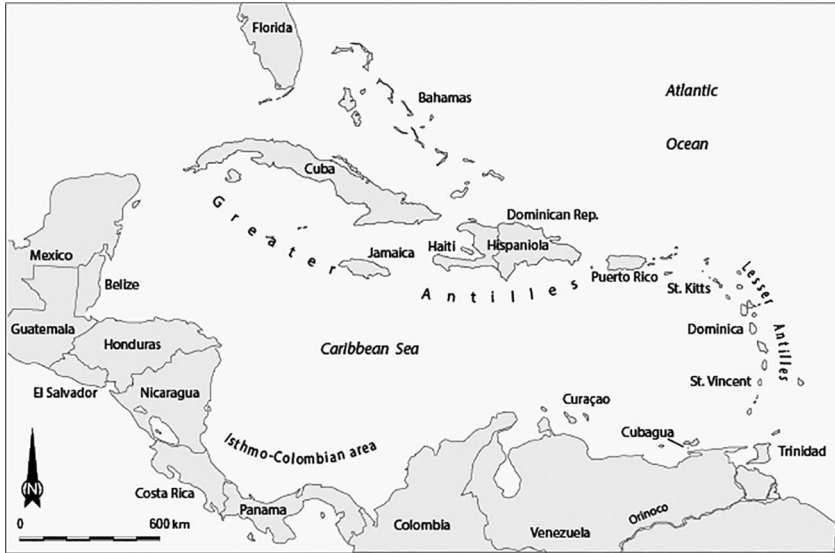 Florida
Atlantic
Bahamas
Ocean
Cuba
Greater
Dominican Rep.
Mexico
Jamaica
Haiti
Hispaniola
Lesser
Belize
Puerto Rico
St. Kitts
Antilles
Guatemala
Honduras
Caribbean Sea
Dominica
Antilles
El Salvador
Nicaragua
St. Vincent
Curaçao
Isthmo-Colombian area
Cubagua
Trinidad
N
Costa Rica
Panama
Orinoco
0 600 km
Colombia
Venezuela